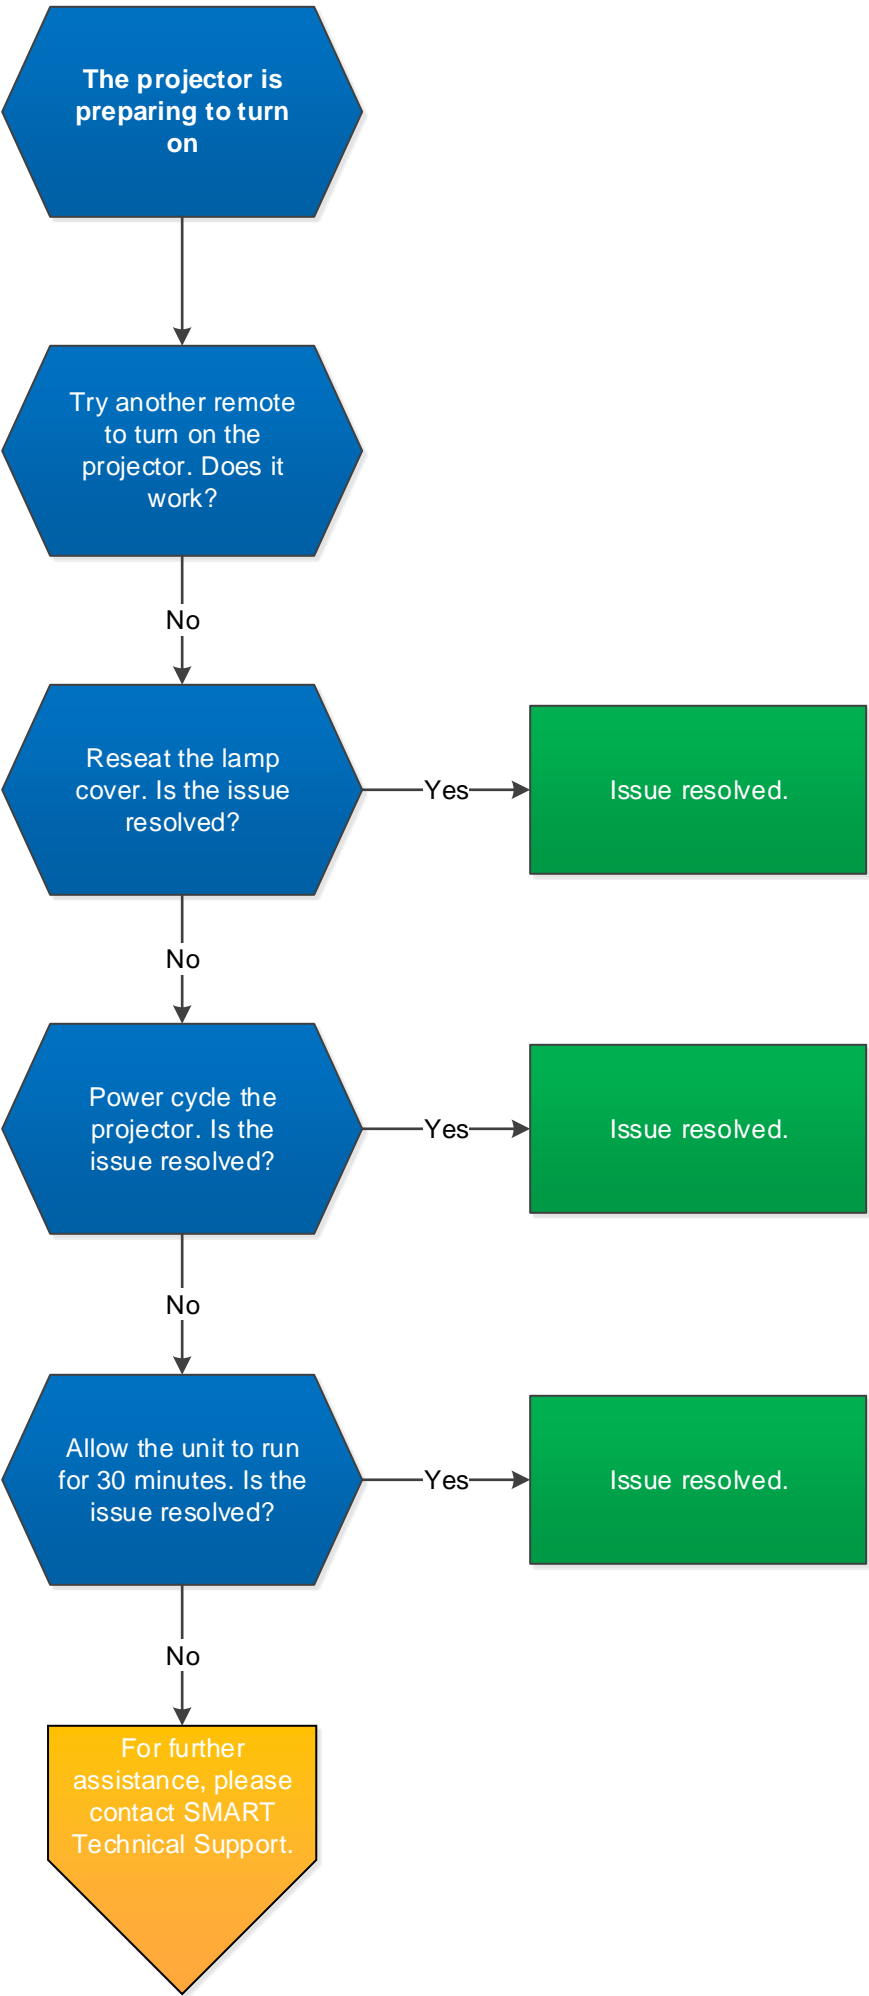 The projector is
preparing to turn
on
Try another remote
to turn on the
projector. Does it
work?
No
Reseat the lamp
cover. Is the issue
resolved?
Yes
Issue resolved.
No
Power cycle the
projector. Is the
issue resolved?
Yes
Issue resolved.
No
Allow the unit to run
for 30 minutes. Is the
issue resolved?
Yes
Issue resolved.
No
For further
assistance, please
contact SMART
Technical Support.